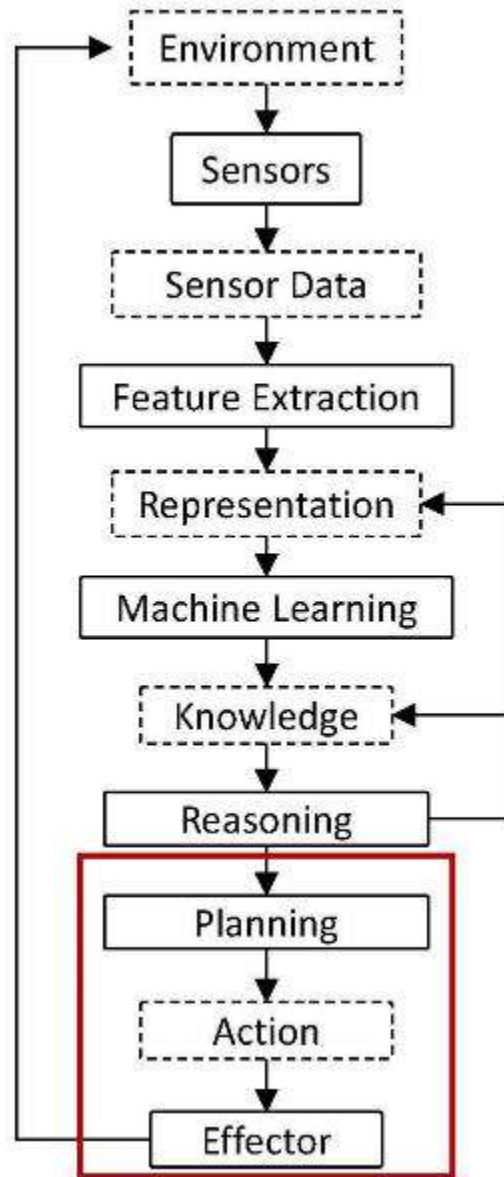 Environment
Sensors
Sensor Data
Feature Extraction
Representation
Machine Learning
Knowledge
Reasoning
Planning
Action
Effector